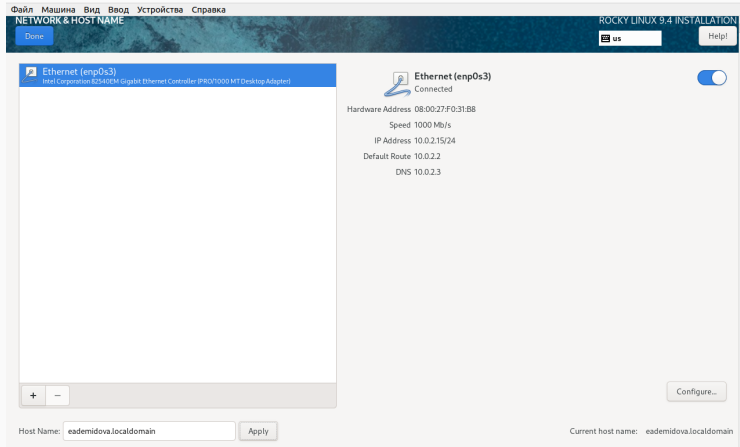 Файл Машина Вид Ввод Устройства Справка
NETWORK & HOST NAME
ROCKY LINUX 9.4 INSTALLATION
Done
us
Help!
Ethernet (enp0s3)
Intel Corporation 82540EM Gigabit Ethernet Controller (PRO/1000 MT Desktop Adapter)
Ethernet (enp0s3)
Connected
Hardware Address 08:00:27:F0:31:B8
Speed 1000 Mb/s
IP Address 10.0.2.15/24
Default Route 10.0.2.2
DNS 10.0.2.3
+ −
Configure...
Host Name: eademidova.localdomain Apply
Current host name: eademidova.localdomain